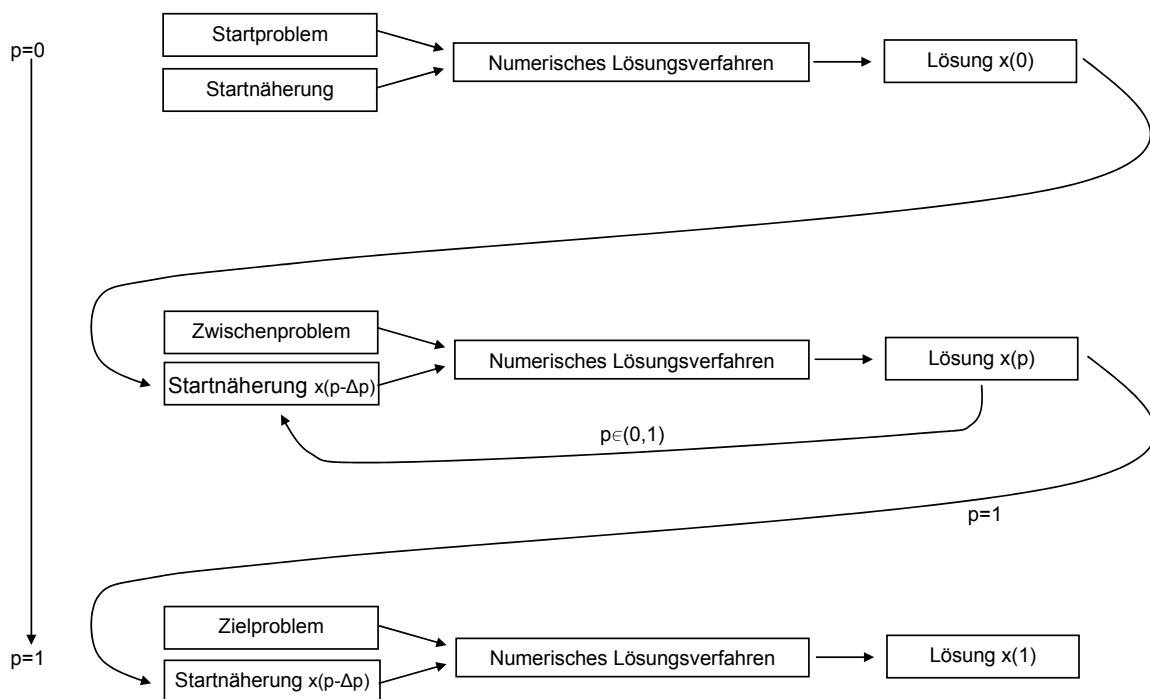 p=0
Startproblem
Startnäherung
Numerisches Lösungsverfahren
Lösung x(0)
Zwischenproblem
Startnäherung x(p-Δp)
Numerisches Lösungsverfahren
Lösung x(p)
p∈(0,1)
p=1
p=1
Zielproblem
Startnäherung x(p-Δp)
Numerisches Lösungsverfahren
Lösung x(1)